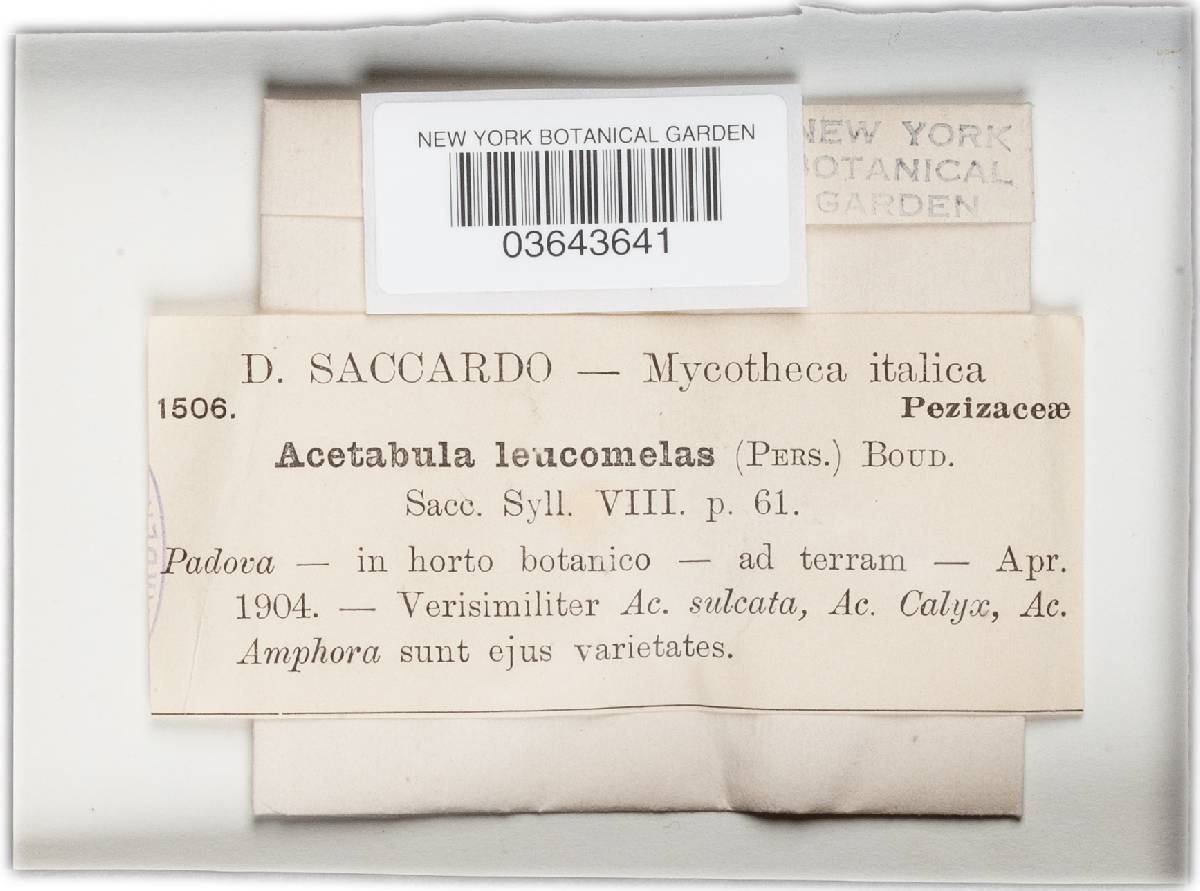 NEW YORK BOTANICAL GARDEN
03643641
NEW YORK
BOTANICAL
GARDEN
D. SACCARDO — Mycotheca italica
1506.
Pezizaceæ
Acetabula leucomelas (PERS.) BOUD.
Sacc. Syll. VIII. p. 61.
Padova — in horto botanico — ad terram — Apr.
1904. — Verisimiliter Ac. sulcata, Ac. Calyx, Ac.
Amphora sunt ejus varietates.